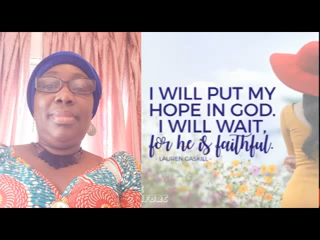 I WILL PUT MY
HOPE IN GOD.
I WILL WAIT,
for he is faithful.
- LAUREN GASKILL -